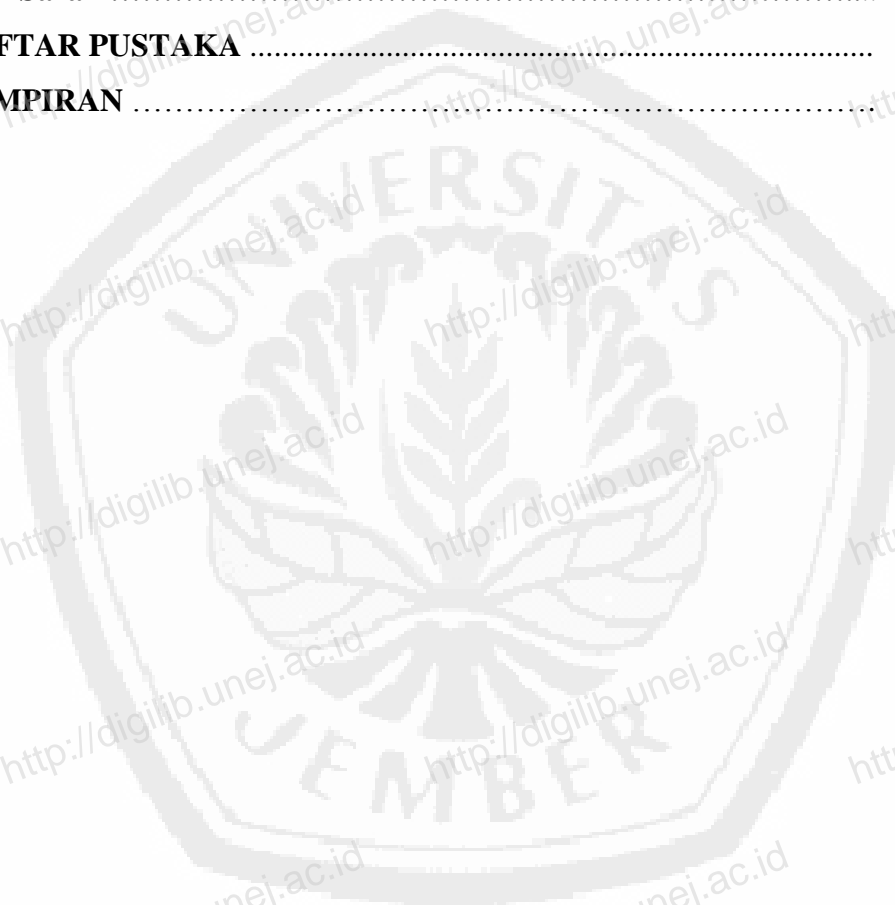 FTAR PUSTAKA ............................................................................................
MPIRAN ………………………………………………………….
UNIVERSITAS
JEMBER
http://digilib.unej.ac.id
http://digilib.unej.ac.id
http://digilib.unej.ac.id
http://digilib.unej.ac.id
http://digilib.unej.ac.id
http://digilib.unej.ac.id
http://digilib.unej.ac.id
http://digilib.unej.ac.id